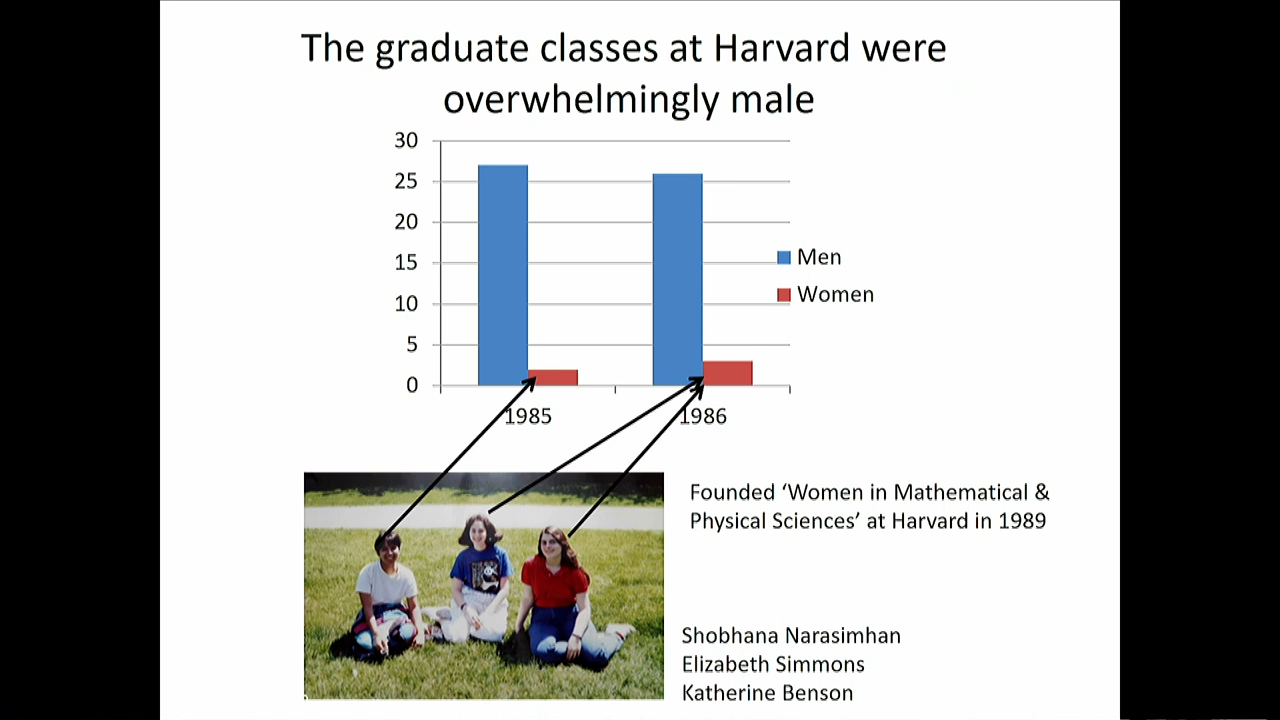 The graduate classes at Harvard were
overwhelmingly male
30
25
20
15
10
5
0
Men
Women
1985
1986
Founded ‘Women in Mathematical &
Physical Sciences’ at Harvard in 1989
Shobhana Narasimhan
Elizabeth Simmons
Katherine Benson